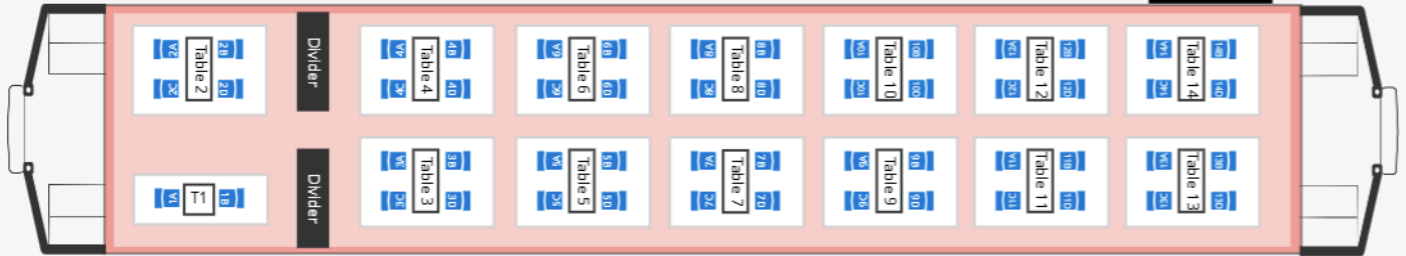 2A
Table 2
2B
2C
2D
Divider
4A
Table 4
4B
4C
4D
6A
Table 6
6B
6C
6D
8A
Table 8
8B
8C
8D
10A
Table 10
10B
10C
10D
12A
Table 12
12B
12C
12D
14A
Table 14
14B
14C
14D
1A
T1
1B
Divider
3A
Table 3
3B
3C
3D
5A
Table 5
5B
5C
5D
7A
Table 7
7B
7C
7D
9A
Table 9
9B
9C
9D
11A
Table 11
11B
11C
11D
13A
Table 13
13B
13C
13D